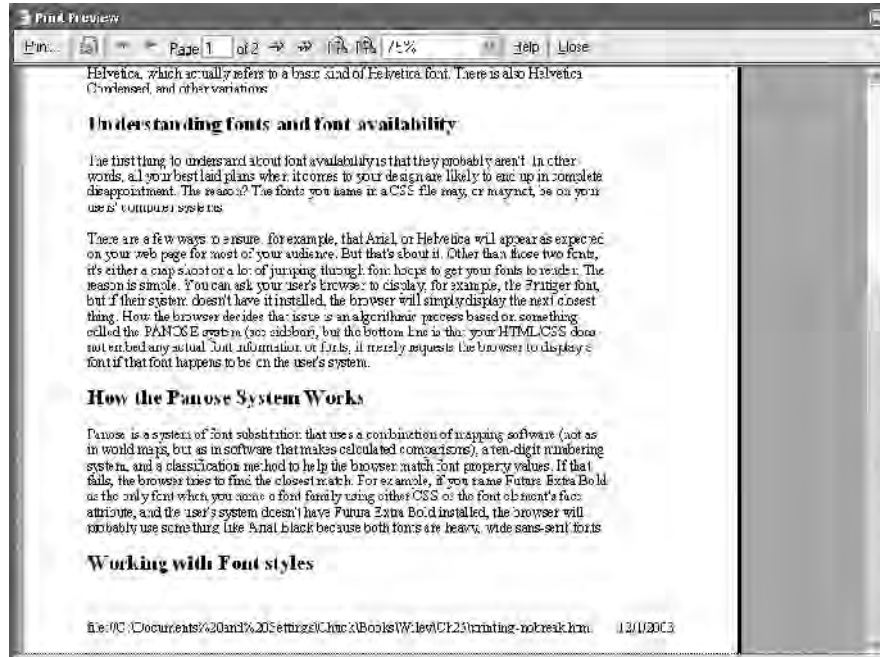 Print Preview
Print... Page 1 of 2 75% Help Close
Helvetica, which actually refers to a basic kind of Helvetica font. There is also Helvetica
Condensed, and other variations
Understanding fonts and font availability
The first thing to understand about font availability is that they probably aren't. In other
words, all your best laid plans when it comes to your design are likely to end up in complete
disappointment. The reason? The fonts you name in a CSS file may, or may not, be on your
users' computer systems
There are a few ways to ensure, for example, that Arial, or Helvetica will appear as expected
on your web page for most of your audience. But that's about it. Other than those two fonts,
it's either a crap shoot or a lot of jumping through font hoops to get your fonts to render. The
reason is simple. You can ask your user's browser to display, for example, the Frutiger font,
but if their system doesn't have it installed, the browser will simply display the next closest
thing. How the browser decides that issue is an algorithmic process based on something
called the PANOSE system (see sidebar), but the bottom line is that your HTML/CSS does
not embed any actual font information or fonts, it merely requests the browser to display a
font if that font happens to be on the user's system.
How the Panose System Works
Panose is a system of font substitution that uses a combination of mapping software (not as
in world maps, but as in software that makes calculated comparisons), a ten-digit numbering
system, and a classification method to help the browser match font property values. If that
fails, the browser tries to find the closest match. For example, if you name Futura Extra Bold
as the only font when you name a font family using either CSS or the font element's face
attribute, and the user's system doesn't have Futura Extra Bold installed, the browser will
probably use something like Arial Black because both fonts are heavy, wide sans-serif fonts
Working with Font styles
file://C:\Documents%20and%20Settings\Chuck\Books\Wiley\Ch25\printing-nobreak.htm 12/1/2003